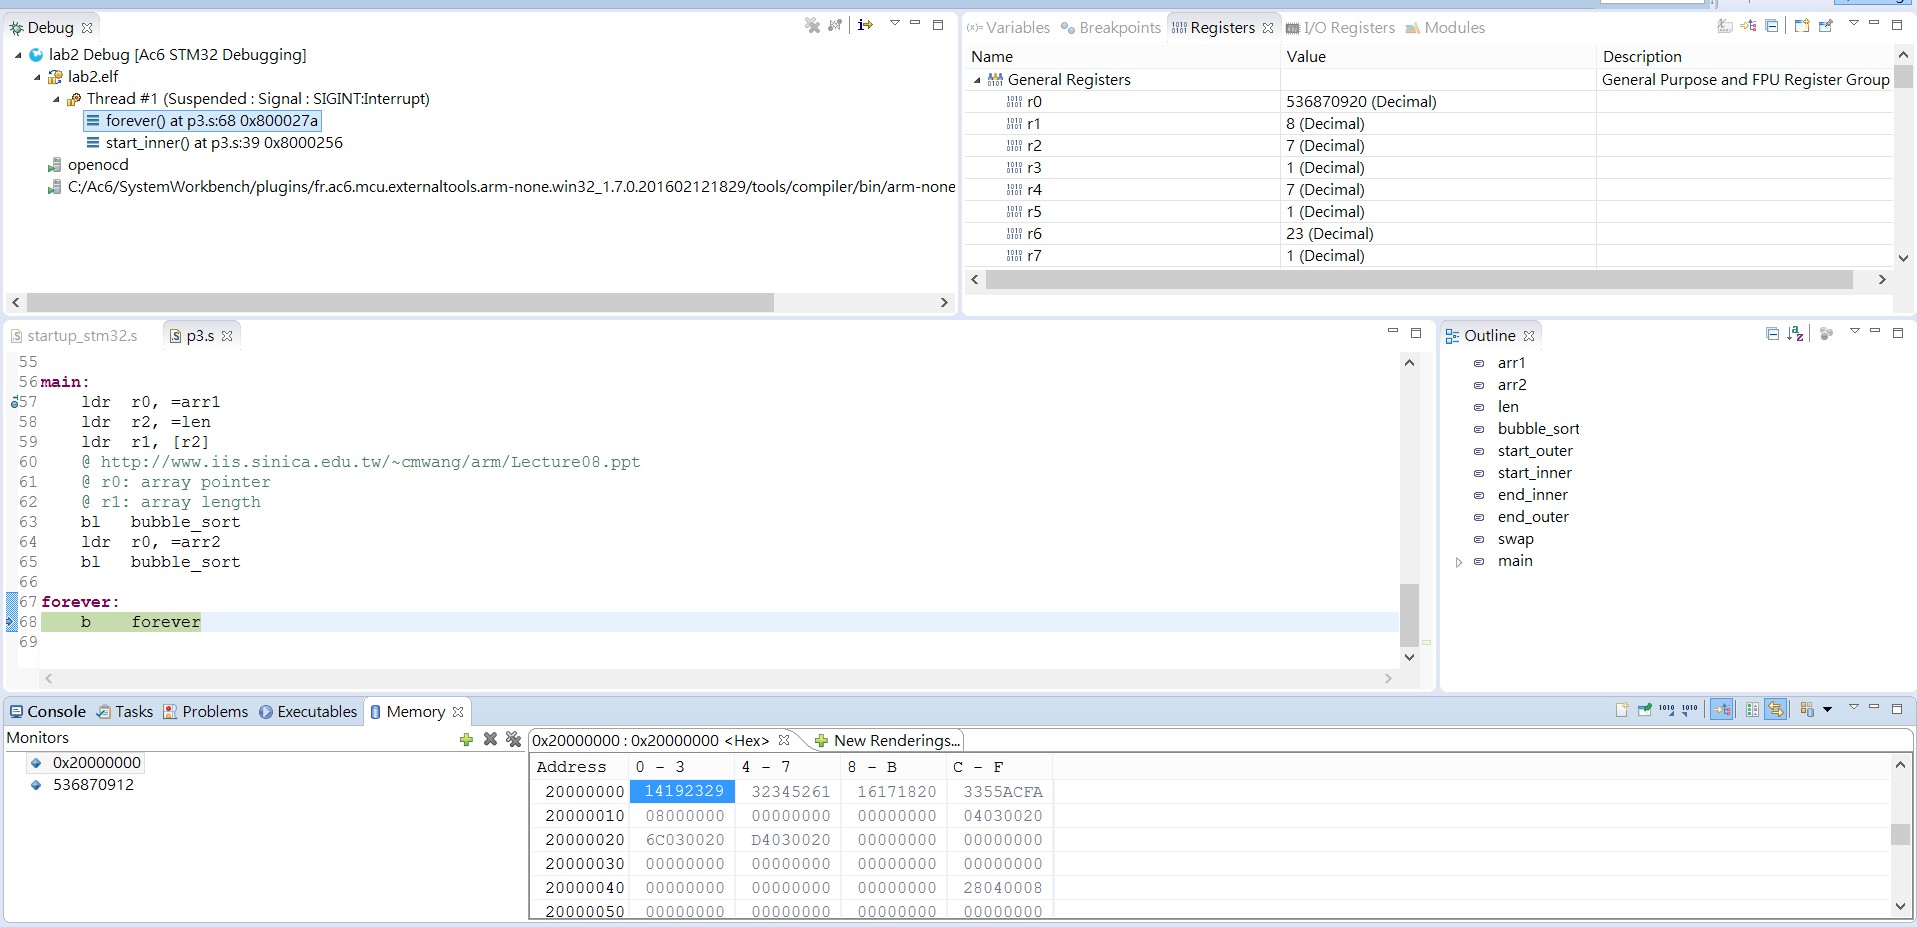 Debug
lab2 Debug [Ac6 STM32 Debugging]
lab2.elf
Thread #1 (Suspended : Signal : SIGINT:Interrupt)
forever() at p3.s:68 0x800027a
start_inner() at p3.s:39 0x8000256
openocd
C:/Ac6/SystemWorkbench/plugins/fr.ac6.mcu.externaltools.arm-none.win32_1.7.0.201602121829/tools/compiler/bin/arm-none
(x)= Variables Breakpoints Registers I/O Registers Modules
Name Value Description
General Registers General Purpose and FPU Register Group
r0 536870920 (Decimal)
r1 8 (Decimal)
r2 7 (Decimal)
r3 1 (Decimal)
r4 7 (Decimal)
r5 1 (Decimal)
r6 23 (Decimal)
r7 1 (Decimal)
startup_stm32.s p3.s
55
56 main:
57 ldr r0, =arr1
58 ldr r2, =len
59 ldr r1, [r2]
60 @ http://www.iis.sinica.edu.tw/~cmwang/arm/Lecture08.ppt
61 @ r0: array pointer
62 @ r1: array length
63 bl bubble_sort
64 ldr r0, =arr2
65 bl bubble_sort
66
67 forever:
68 b forever
69
Outline
arr1
arr2
len
bubble_sort
start_outer
start_inner
end_inner
end_outer
swap
main
Console Tasks Problems Executables Memory
Monitors
0x20000000
536870912
0x20000000 : 0x20000000 <Hex> New Renderings...
Address 0 - 3 4 - 7 8 - B C - F
20000000 14192329 32345261 16171820 3355ACFA
20000010 08000000 00000000 00000000 04030020
20000020 6C030020 D4030020 00000000 00000000
20000030 00000000 00000000 00000000 00000000
20000040 00000000 00000000 00000000 28040008
20000050 00000000 00000000 00000000 00000000